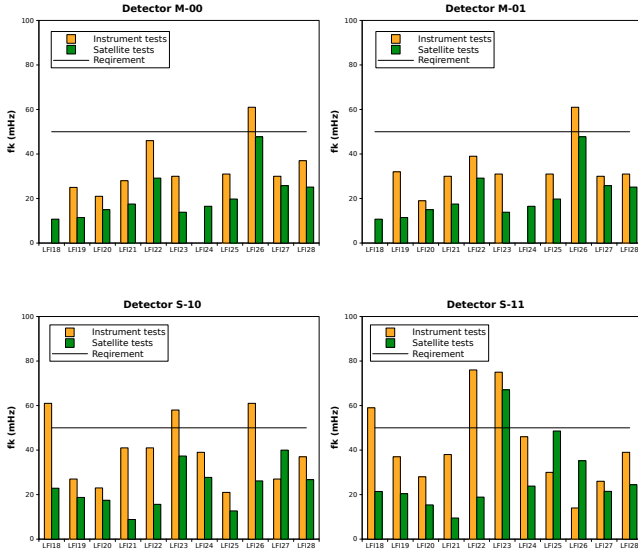 Detector M-00
100
80
60
40
20
0
fk (mHz)
Instrument tests
Satellite tests
Reqirement
LFI18 LFI19 LFI20 LFI21 LFI22 LFI23 LFI24 LFI25 LFI26 LFI27 LFI28
Detector M-01
100
80
60
40
20
0
fk (mHz)
Instrument tests
Satellite tests
Reqirement
LFI18 LFI19 LFI20 LFI21 LFI22 LFI23 LFI24 LFI25 LFI26 LFI27 LFI28
Detector S-10
100
80
60
40
20
0
fk (mHz)
Instrument tests
Satellite tests
Reqirement
LFI18 LFI19 LFI20 LFI21 LFI22 LFI23 LFI24 LFI25 LFI26 LFI27 LFI28
Detector S-11
100
80
60
40
20
0
fk (mHz)
Instrument tests
Satellite tests
Reqirement
LFI18 LFI19 LFI20 LFI21 LFI22 LFI23 LFI24 LFI25 LFI26 LFI27 LFI28